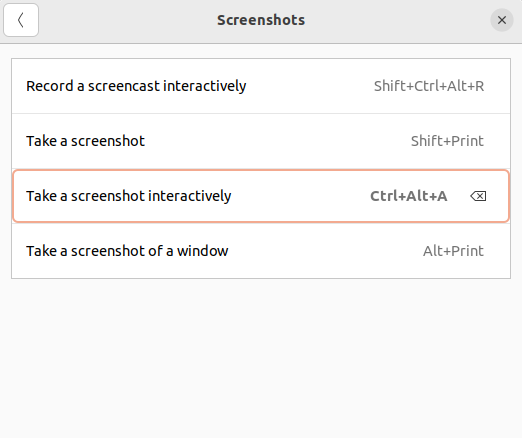 Screenshots
Record a screencast interactively Shift+Ctrl+Alt+R
Take a screenshot Shift+Print
Take a screenshot interactively Ctrl+Alt+A
Take a screenshot of a window Alt+Print